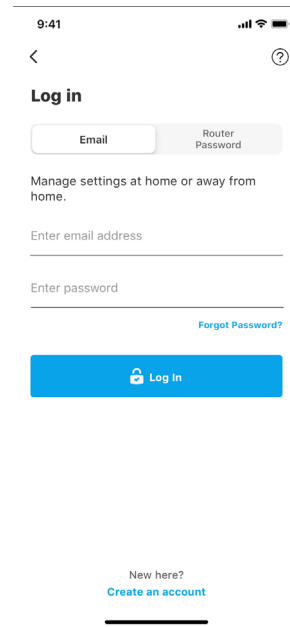 9:41
Log in
Email
Router
Password
Manage settings at home or away from
home.
Enter email address
Enter password
Forgot Password?
Log In
New here?
Create an account